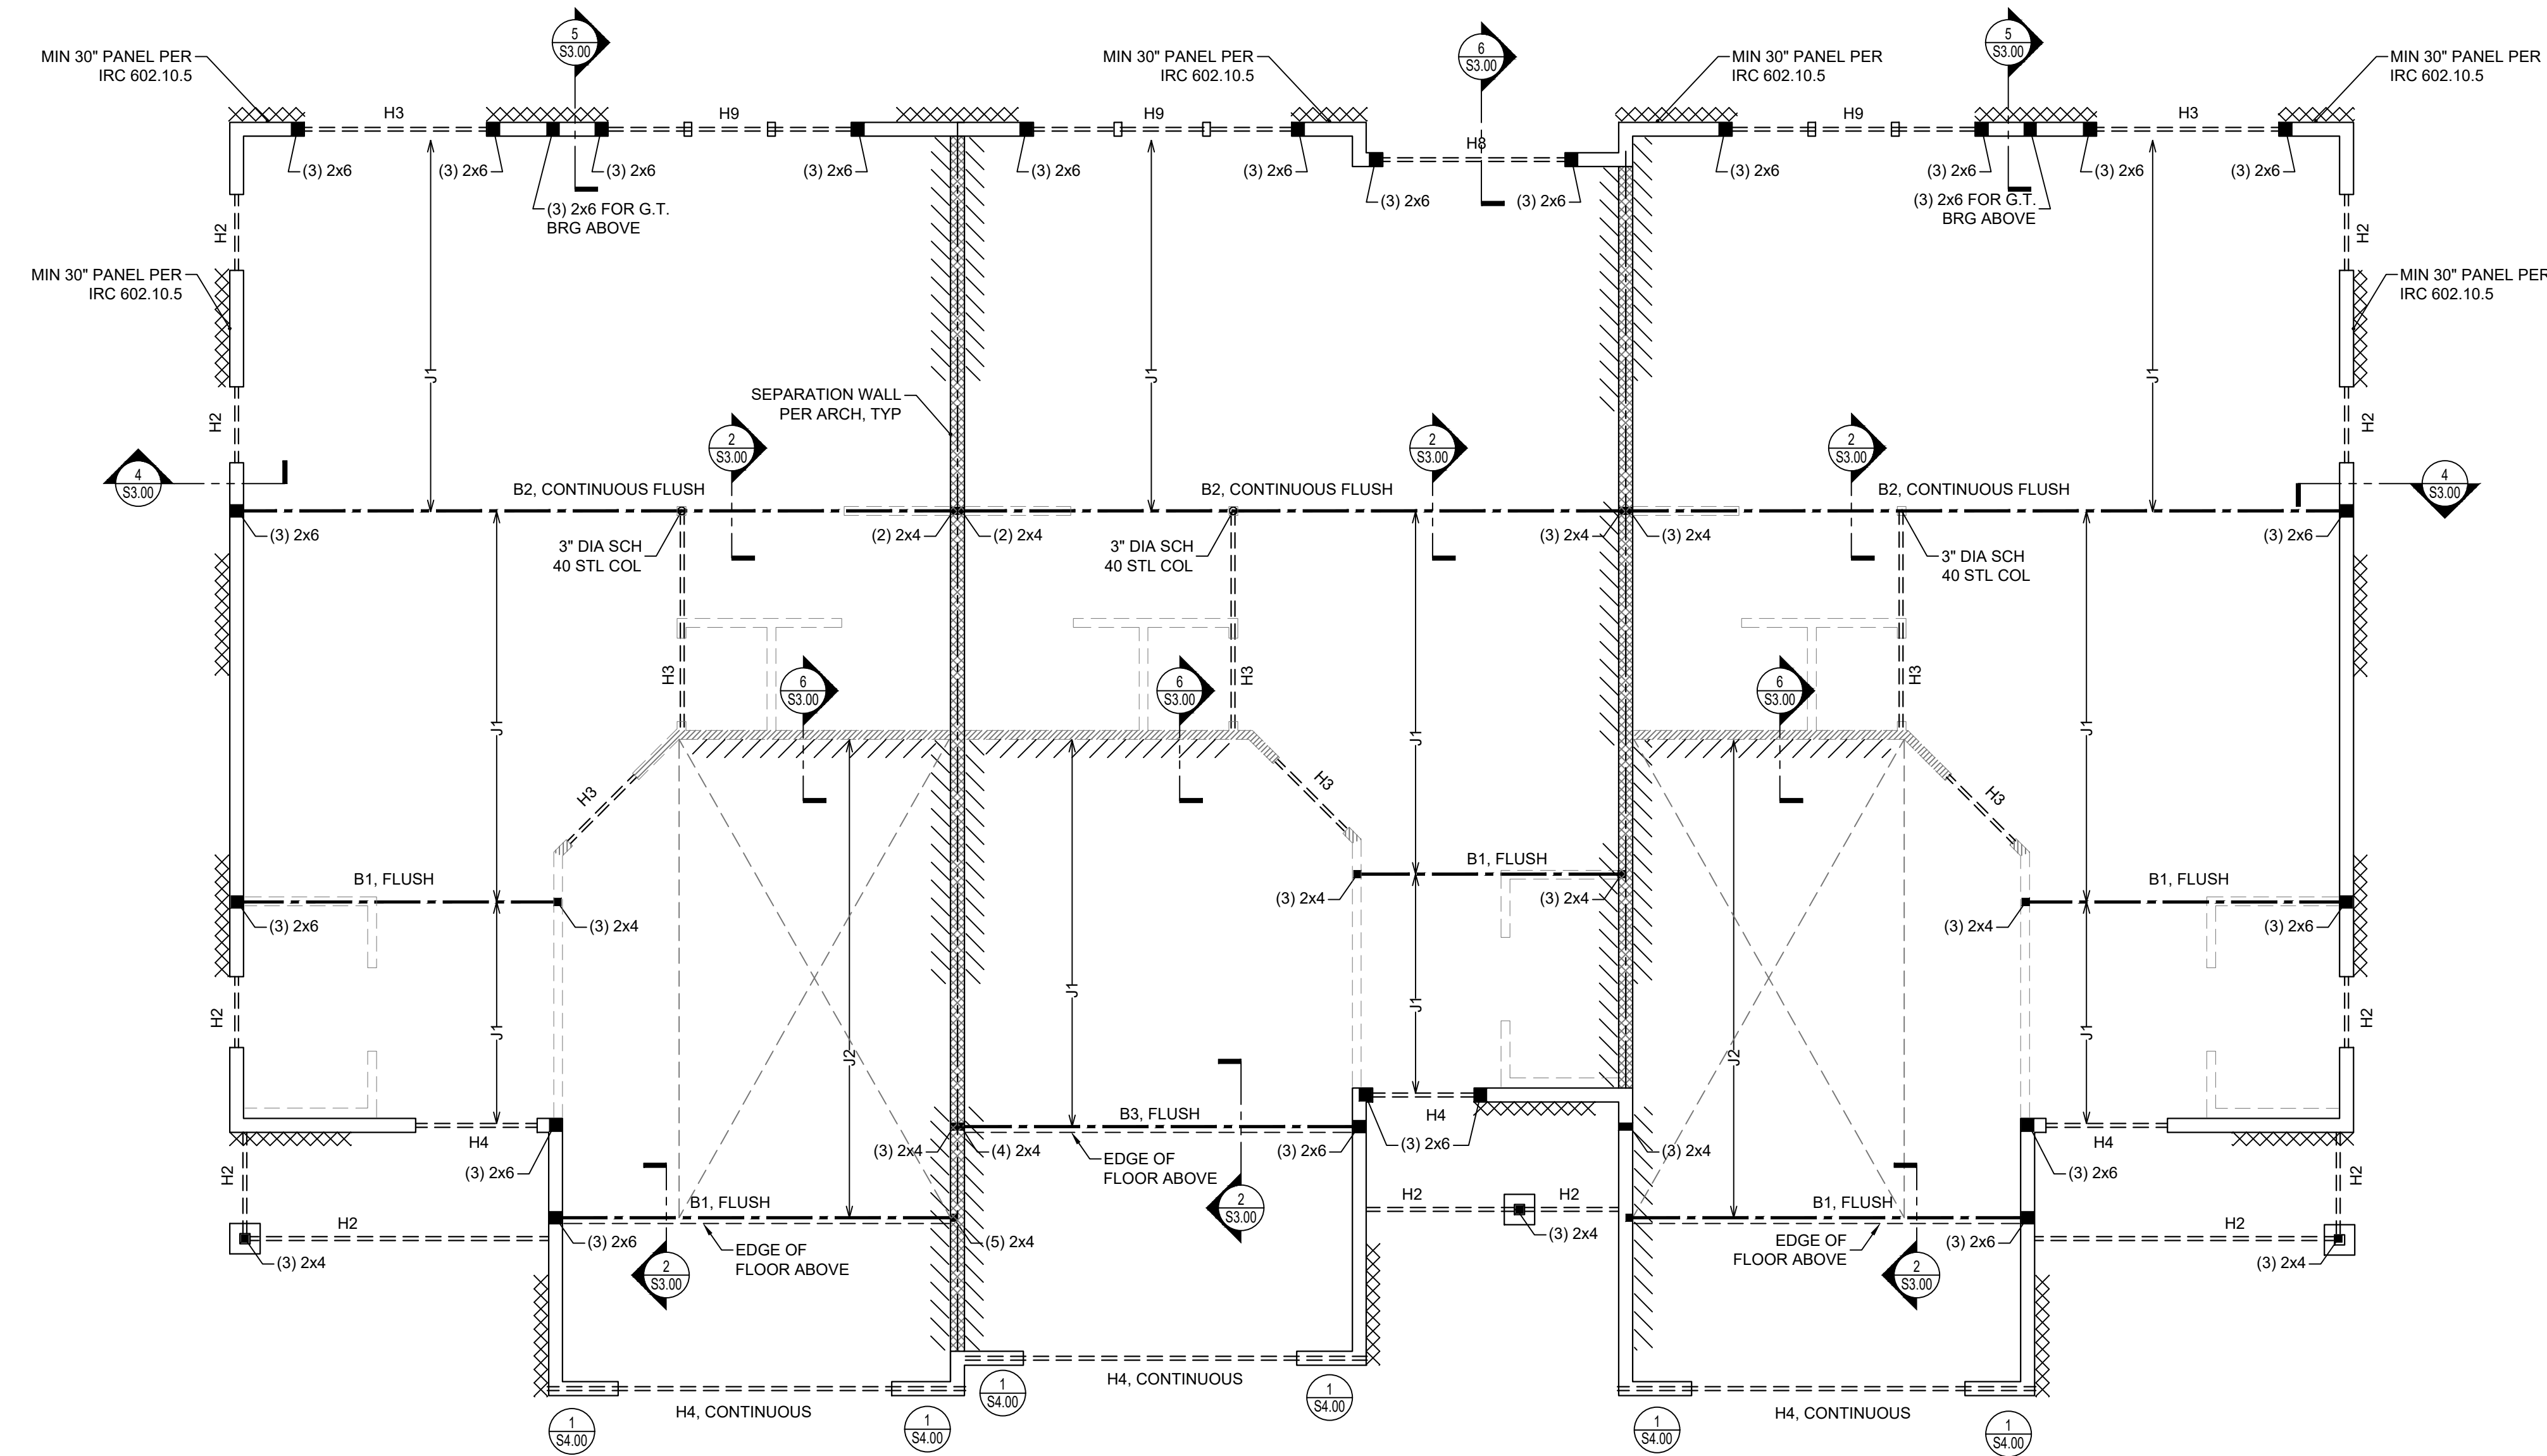 5
S3.00
6
S3.00
5
S3.00
MIN 30" PANEL PER
IRC 602.10.5
MIN 30" PANEL PER
IRC 602.10.5
MIN 30" PANEL PER
IRC 602.10.5
MIN 30" PANEL PER
IRC 602.10.5
H3
H9
H9
H8
H9
H3
(3) 2x6
(3) 2x6
(3) 2x6
(3) 2x6
(3) 2x6
(3) 2x6
(3) 2x6
(3) 2x6
(3) 2x6
(3) 2x6
(3) 2x6
(3) 2x6
(3) 2x6 FOR G.T.
BRG ABOVE
(3) 2x6 FOR G.T.
BRG ABOVE
H2
H2
MIN 30" PANEL PER
IRC 602.10.5
MIN 30" PANEL PER
IRC 602.10.5
J1
J1
J1
SEPARATION WALL
PER ARCH, TYP
H2
H2
2
S3.00
2
S3.00
2
S3.00
4
S3.00
4
S3.00
B2, CONTINUOUS FLUSH
B2, CONTINUOUS FLUSH
B2, CONTINUOUS FLUSH
(3) 2x6
3" DIA SCH
40 STL COL
(2) 2x4
(2) 2x4
3" DIA SCH
40 STL COL
(3) 2x4
(3) 2x4
3" DIA SCH
40 STL COL
(3) 2x6
H3
H3
H3
6
S3.00
6
S3.00
6
S3.00
J1
J1
J1
H3
H3
H3
B1, FLUSH
B1, FLUSH
B1, FLUSH
(3) 2x6
(3) 2x4
(3) 2x4
(3) 2x4
(3) 2x4
(3) 2x6
H2
J1
J2
J1
J1
J2
J1
H2
H4
B3, FLUSH
H4
H4
(3) 2x6
(3) 2x4
(4) 2x4
EDGE OF
FLOOR ABOVE
(3) 2x6
(3) 2x6
(3) 2x4
(3) 2x6
H2
H2
H2
B1, FLUSH
H2
H2
B1, FLUSH
H2
(3) 2x4
(3) 2x6
EDGE OF
FLOOR ABOVE
(5) 2x4
2
S3.00
2
S3.00
(3) 2x4
EDGE OF
FLOOR ABOVE
(3) 2x6
2
S3.00
(3) 2x4
H4, CONTINUOUS
H4, CONTINUOUS
H4, CONTINUOUS
1
S4.00
1
S4.00
1
S4.00
1
S4.00
1
S4.00
1
S4.00